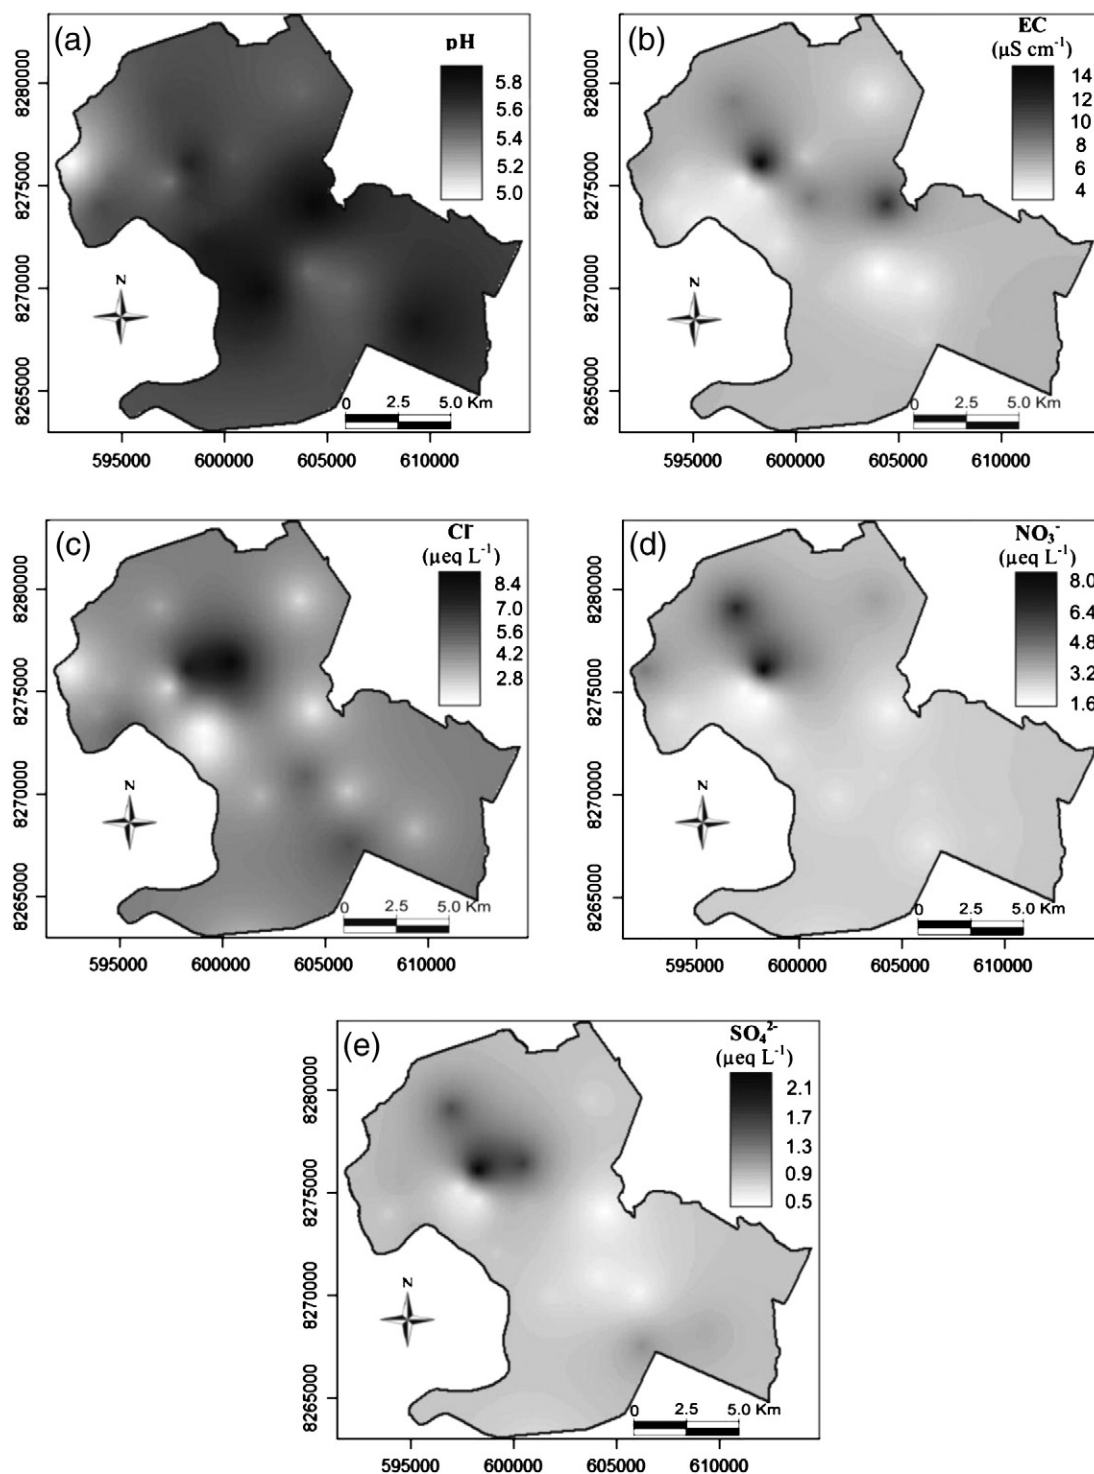 (a)
pH
5.8
5.6
5.4
5.2
5.0
8280000
8275000
8270000
8265000
N
0 2.5 5.0 Km
595000 600000 605000 610000
(b)
EC
(µS cm⁻¹)
14
12
10
8
6
4
8280000
8275000
8270000
8265000
N
0 2.5 5.0 Km
595000 600000 605000 610000
(c)
Cl⁻
(µeq L⁻¹)
8.4
7.0
5.6
4.2
2.8
8280000
8275000
8270000
8265000
N
0 2.5 5.0 Km
595000 600000 605000 610000
(d)
NO₃⁻
(µeq L⁻¹)
8.0
6.4
4.8
3.2
1.6
8280000
8275000
8270000
8265000
N
0 2.5 5.0 Km
595000 600000 605000 610000
(e)
SO₄²⁻
(µeq L⁻¹)
2.1
1.7
1.3
0.9
0.5
8280000
8275000
8270000
8265000
N
0 2.5 5.0 Km
595000 600000 605000 610000